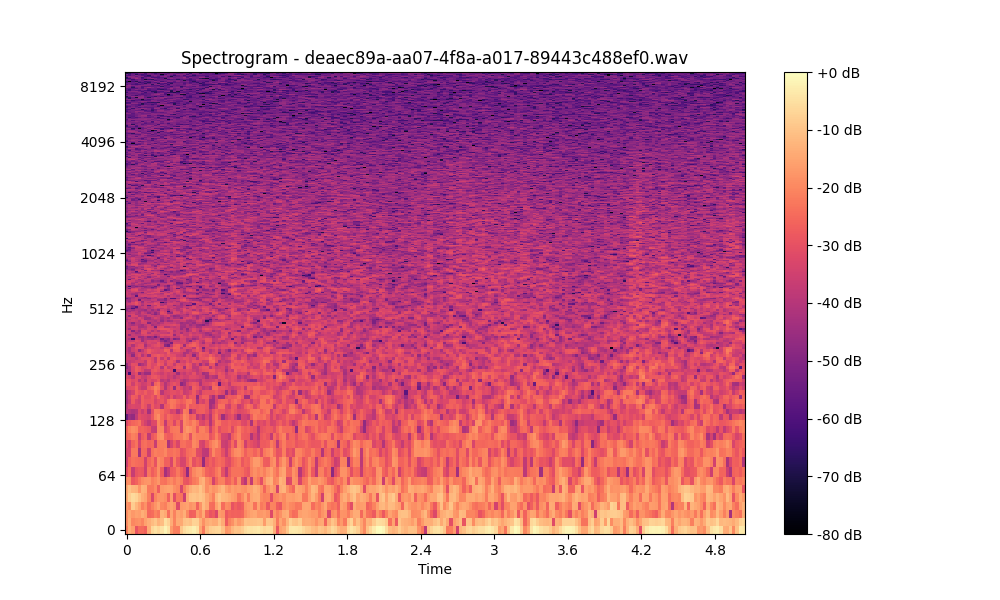 Spectrogram - deaec89a-aa07-4f8a-a017-89443c488ef0.wav
8192
4096
2048
1024
512
256
128
64
0
Hz
0 0.6 1.2 1.8 2.4 3 3.6 4.2 4.8
Time
+0 dB
-10 dB
-20 dB
-30 dB
-40 dB
-50 dB
-60 dB
-70 dB
-80 dB